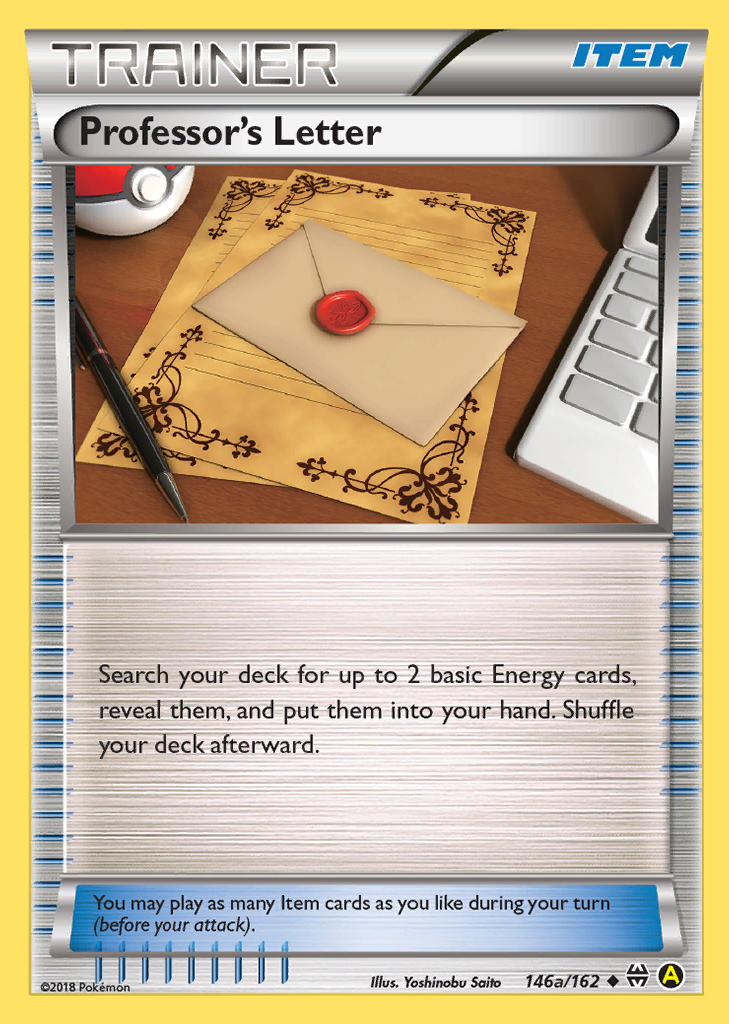 TRAINER
ITEM
Professor's Letter
Search your deck for up to 2 basic Energy cards,
reveal them, and put them into your hand. Shuffle
your deck afterward.
You may play as many Item cards as you like during your turn
(before your attack).
©2018 Pokémon
Illus. Yoshinobu Saito
146a/162
A